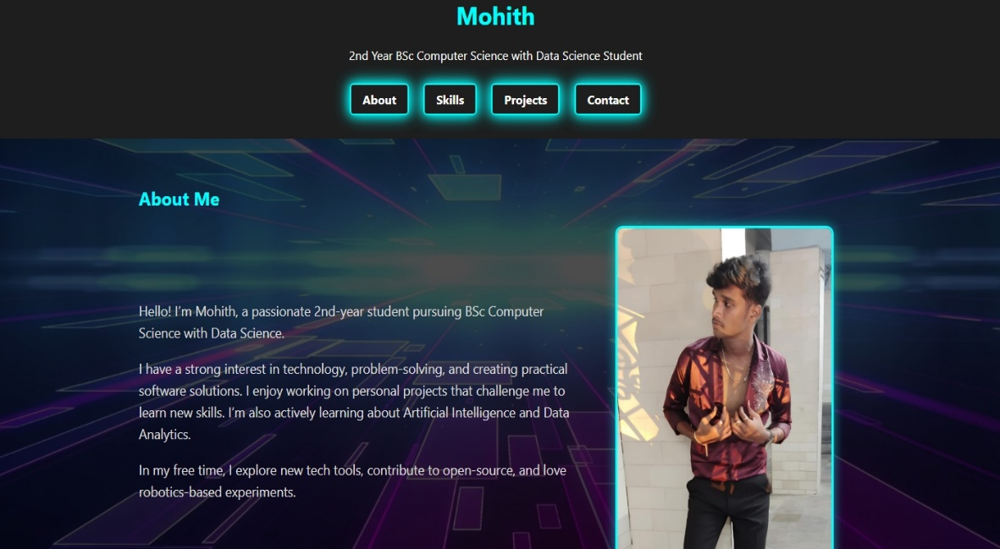 Mohith
2nd Year BSc Computer Science with Data Science Student
About Skills Projects Contact
About Me
Hello! I'm Mohith, a passionate 2nd-year student pursuing BSc Computer
Science with Data Science.
I have a strong interest in technology, problem-solving, and creating practical
software solutions. I enjoy working on personal projects that challenge me to
learn new skills. I'm also actively learning about Artificial Intelligence and Data
Analytics.
In my free time, I explore new tech tools, contribute to open-source, and love
robotics-based experiments.